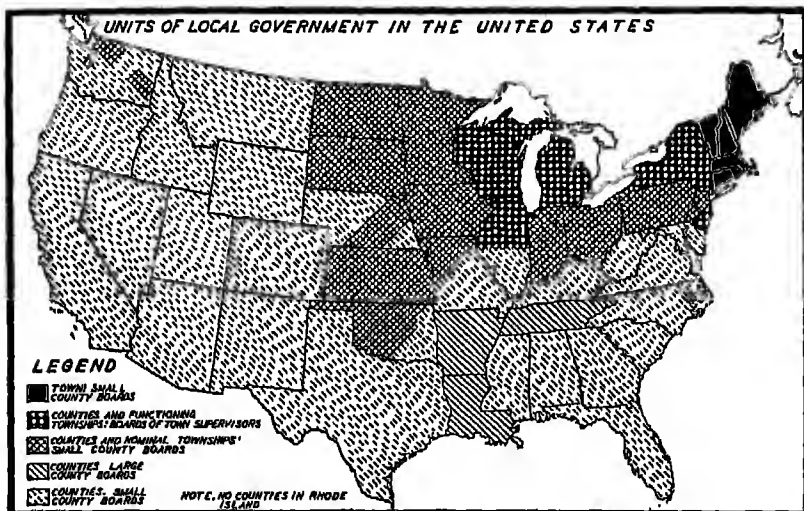 UNITS OF LOCAL GOVERNMENT IN THE UNITED STATES
LEGEND
TOWN: SMALL
COUNTY BOARDS
COUNTIES AND FUNCTIONING
TOWNSHIPS: BOARDS OF TOWN SUPERVISORS
COUNTIES AND NOMINAL TOWNSHIPS:
SMALL COUNTY BOARDS
COUNTIES LARGE
COUNTY BOARDS
COUNTIES. SMALL
COUNTY BOARDS
NOTE. NO COUNTIES IN RHODE
ISLAND